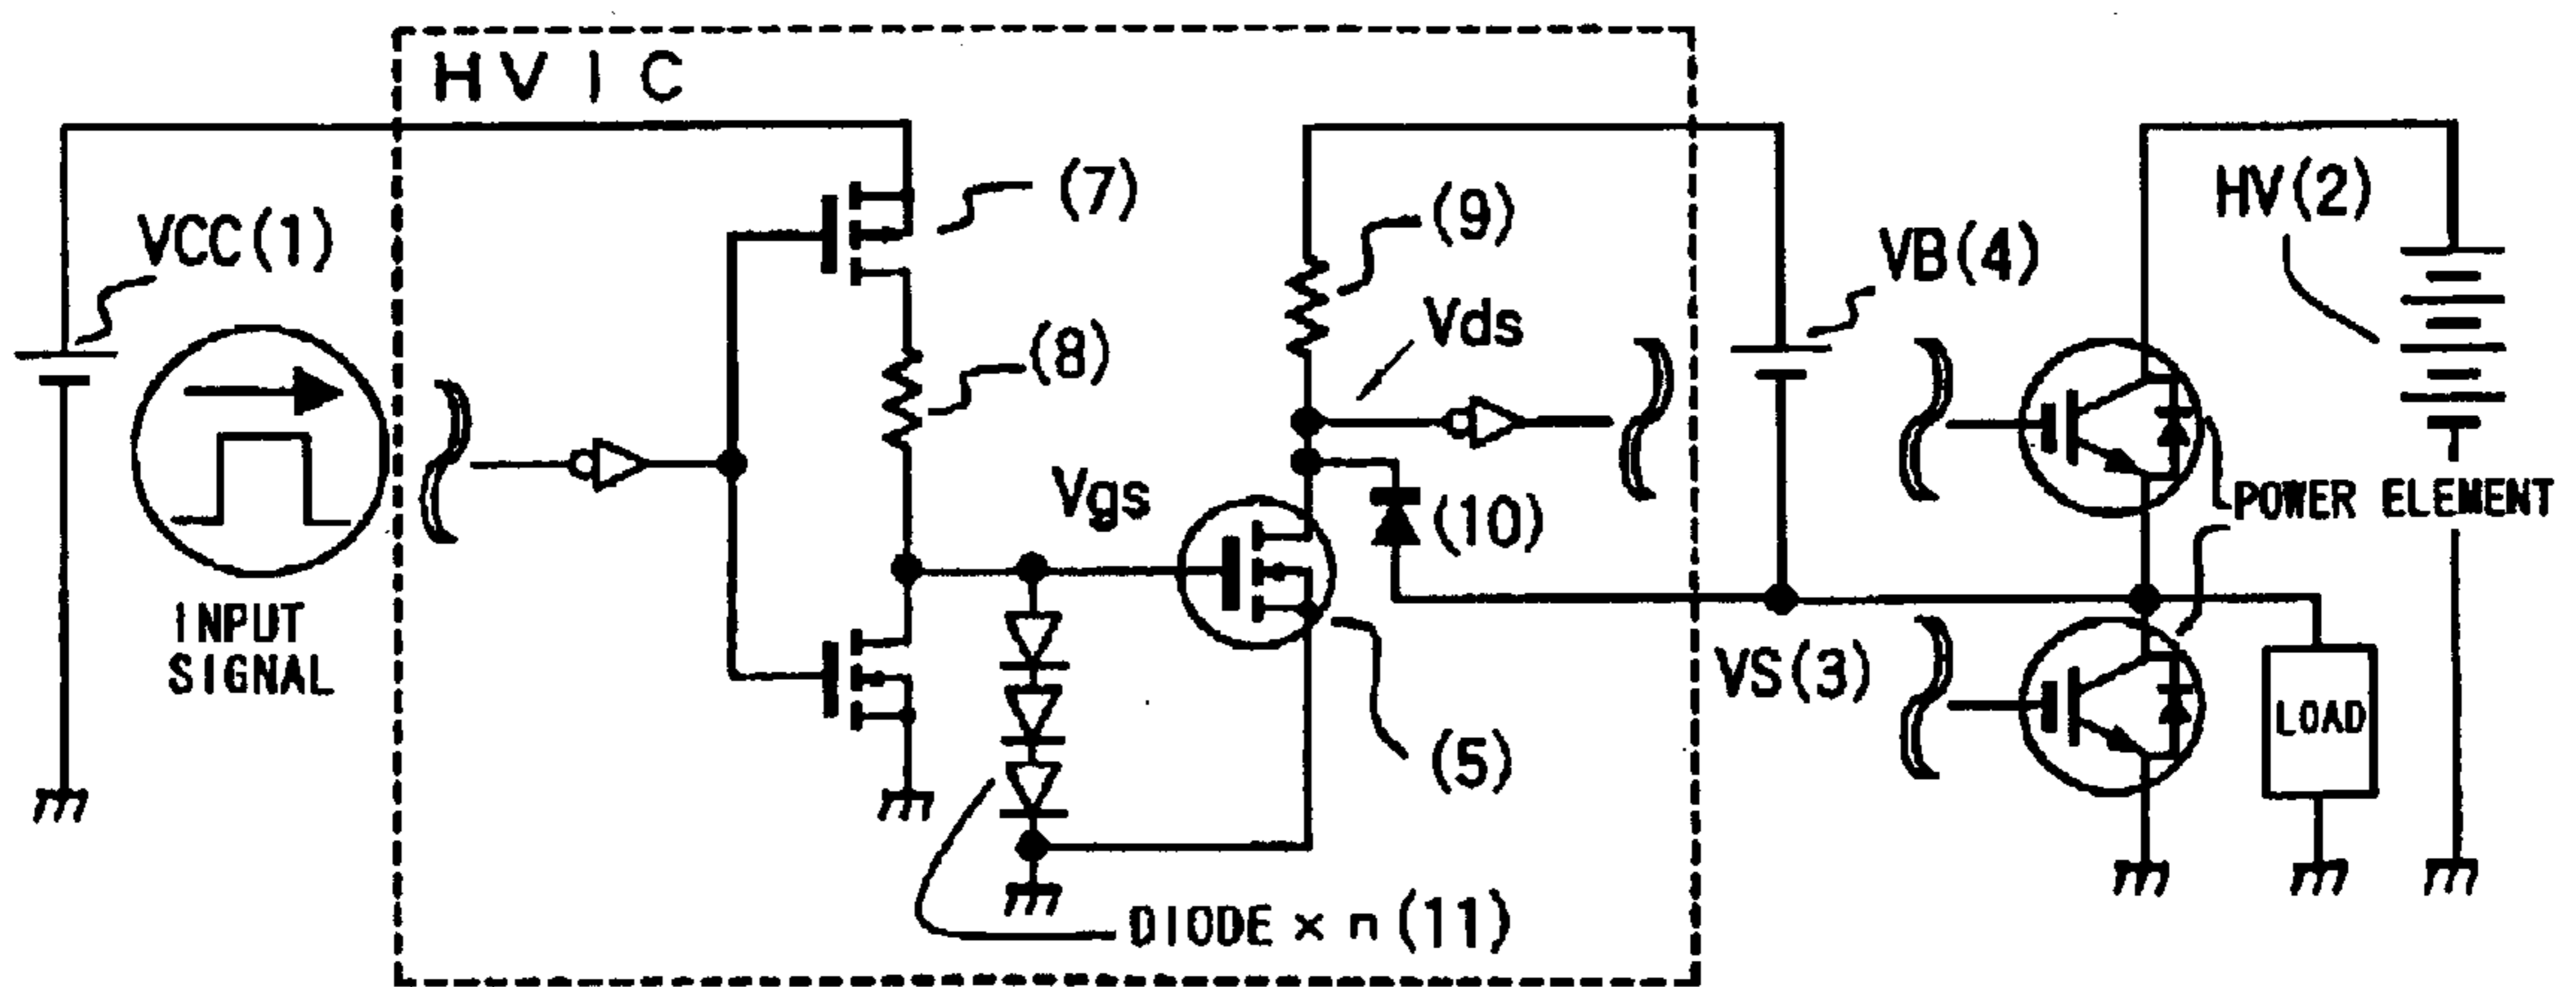 HVIC
VCC(1)
(7)
(9)
HV(2)
VB(4)
Vds
(8)
Vgs
(10)
POWER ELEMENT
INPUT
SIGNAL
VS(3)
LOAD
(5)
DIODE × n (11)